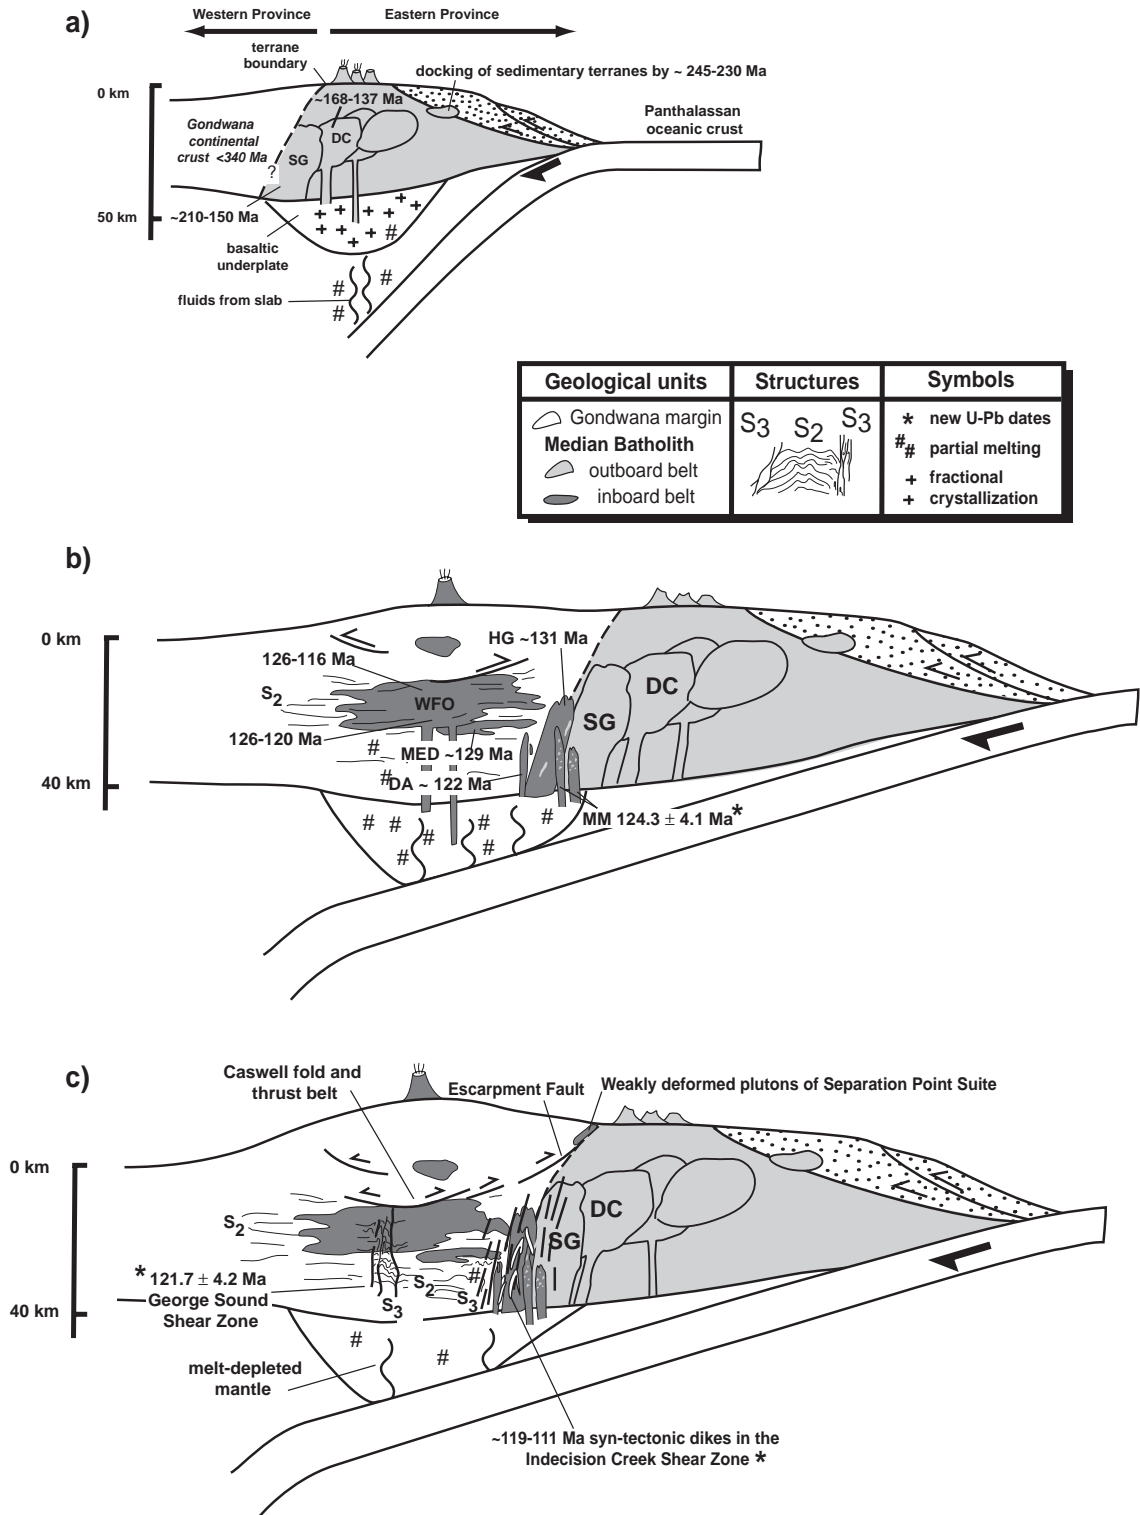 a)
Western Province
Eastern Province
terrane
boundary
docking of sedimentary terranes by ~ 245-230 Ma
0 km
~168-137 Ma
Panthalassan
oceanic crust
Gondwana
continental
crust <340 Ma
DC
SG
?
50 km
~210-150 Ma
basaltic
underplate
fluids from slab
Geological units
Structures
Symbols
Gondwana margin
Median Batholith
outboard belt
inboard belt
S3 S2 S3
* new U-Pb dates
## partial melting
+ fractional
+ crystallization
b)
0 km
HG ~131 Ma
126-116 Ma
S2
WFO
DC
SG
126-120 Ma
MED ~129 Ma
40 km
DA ~ 122 Ma
MM 124.3 ± 4.1 Ma*
c)
Caswell fold and
thrust belt
Escarpment Fault
Weakly deformed plutons of Separation Point Suite
0 km
S2
DC
SG
* 121.7 ± 4.2 Ma
George Sound
Shear Zone
S2
S3
S3
40 km
melt-depleted
mantle
~119-111 Ma syn-tectonic dikes in the
Indecision Creek Shear Zone *